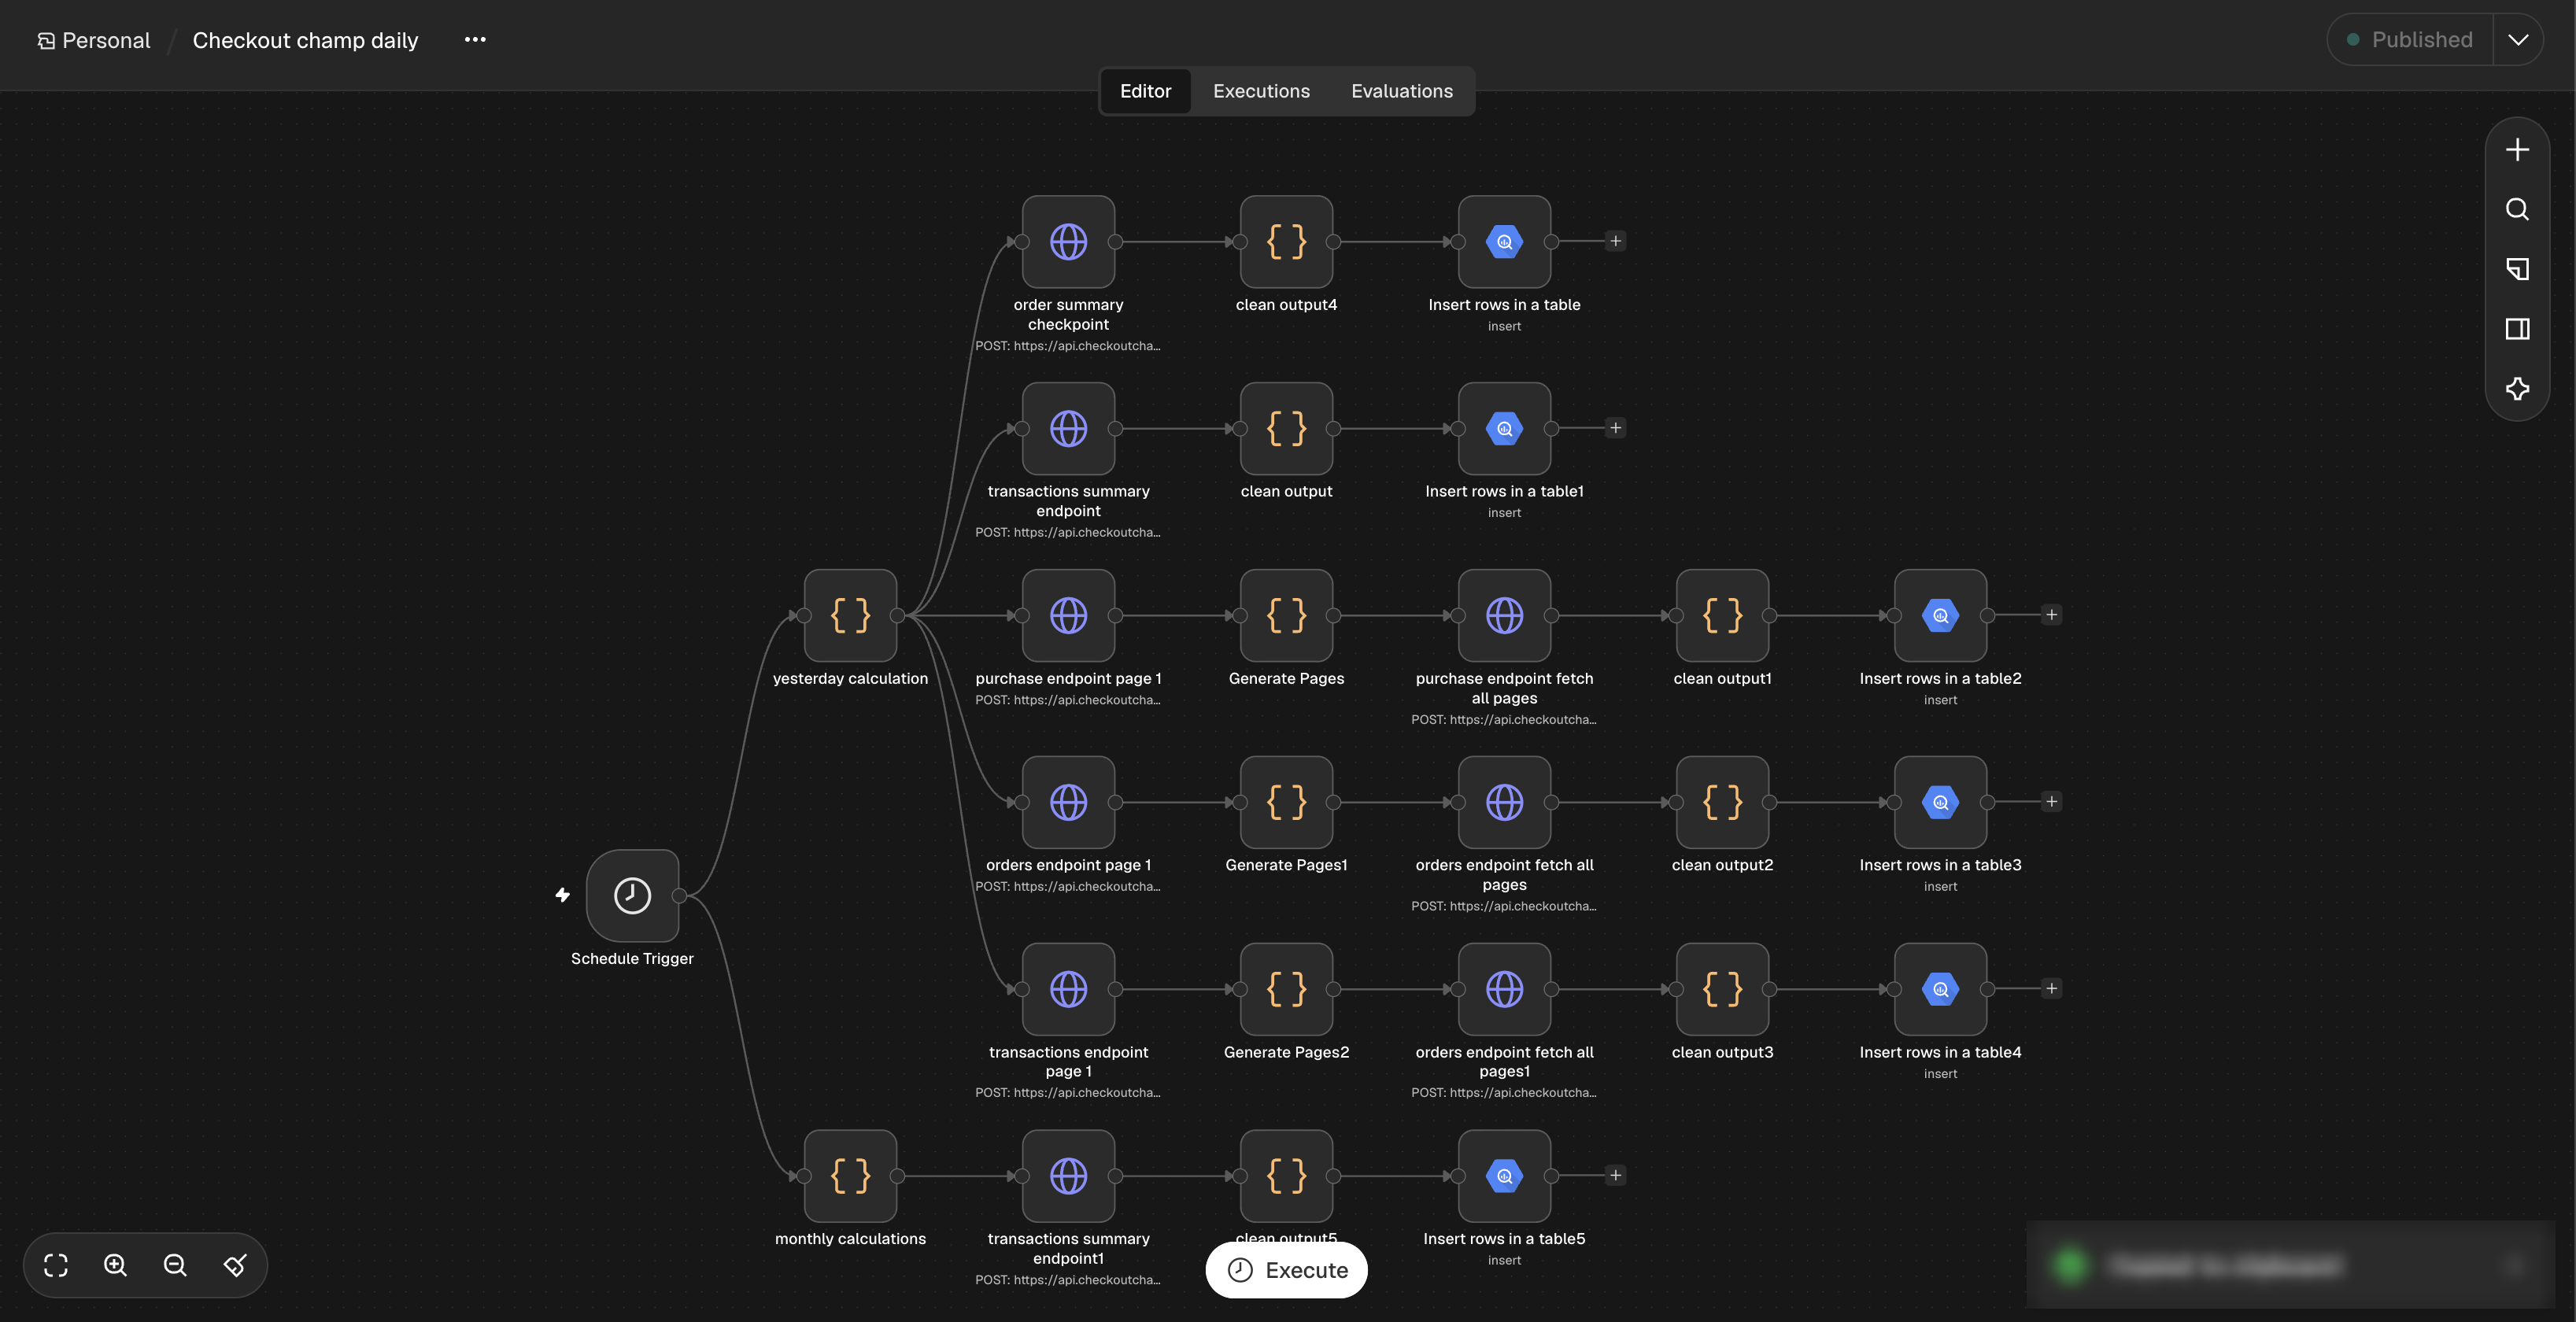 Personal / Checkout champ daily ...
Published
Editor Executions Evaluations
order summary
checkpoint
POST: https://api.checkoutcha...
clean output4
Insert rows in a table
insert
transactions summary
endpoint
POST: https://api.checkoutcha...
clean output
Insert rows in a table1
insert
yesterday calculation
purchase endpoint page 1
POST: https://api.checkoutcha...
Generate Pages
purchase endpoint fetch
all pages
POST: https://api.checkoutcha...
clean output1
Insert rows in a table2
insert
orders endpoint page 1
POST: https://api.checkoutcha...
Generate Pages1
orders endpoint fetch all
pages
POST: https://api.checkoutcha...
clean output2
Insert rows in a table3
insert
Schedule Trigger
transactions endpoint
page 1
POST: https://api.checkoutcha...
Generate Pages2
orders endpoint fetch all
pages1
POST: https://api.checkoutcha...
clean output3
Insert rows in a table4
insert
monthly calculations
transactions summary
endpoint1
POST: https://api.checkoutcha...
clean output5
Insert rows in a table5
insert
Execute